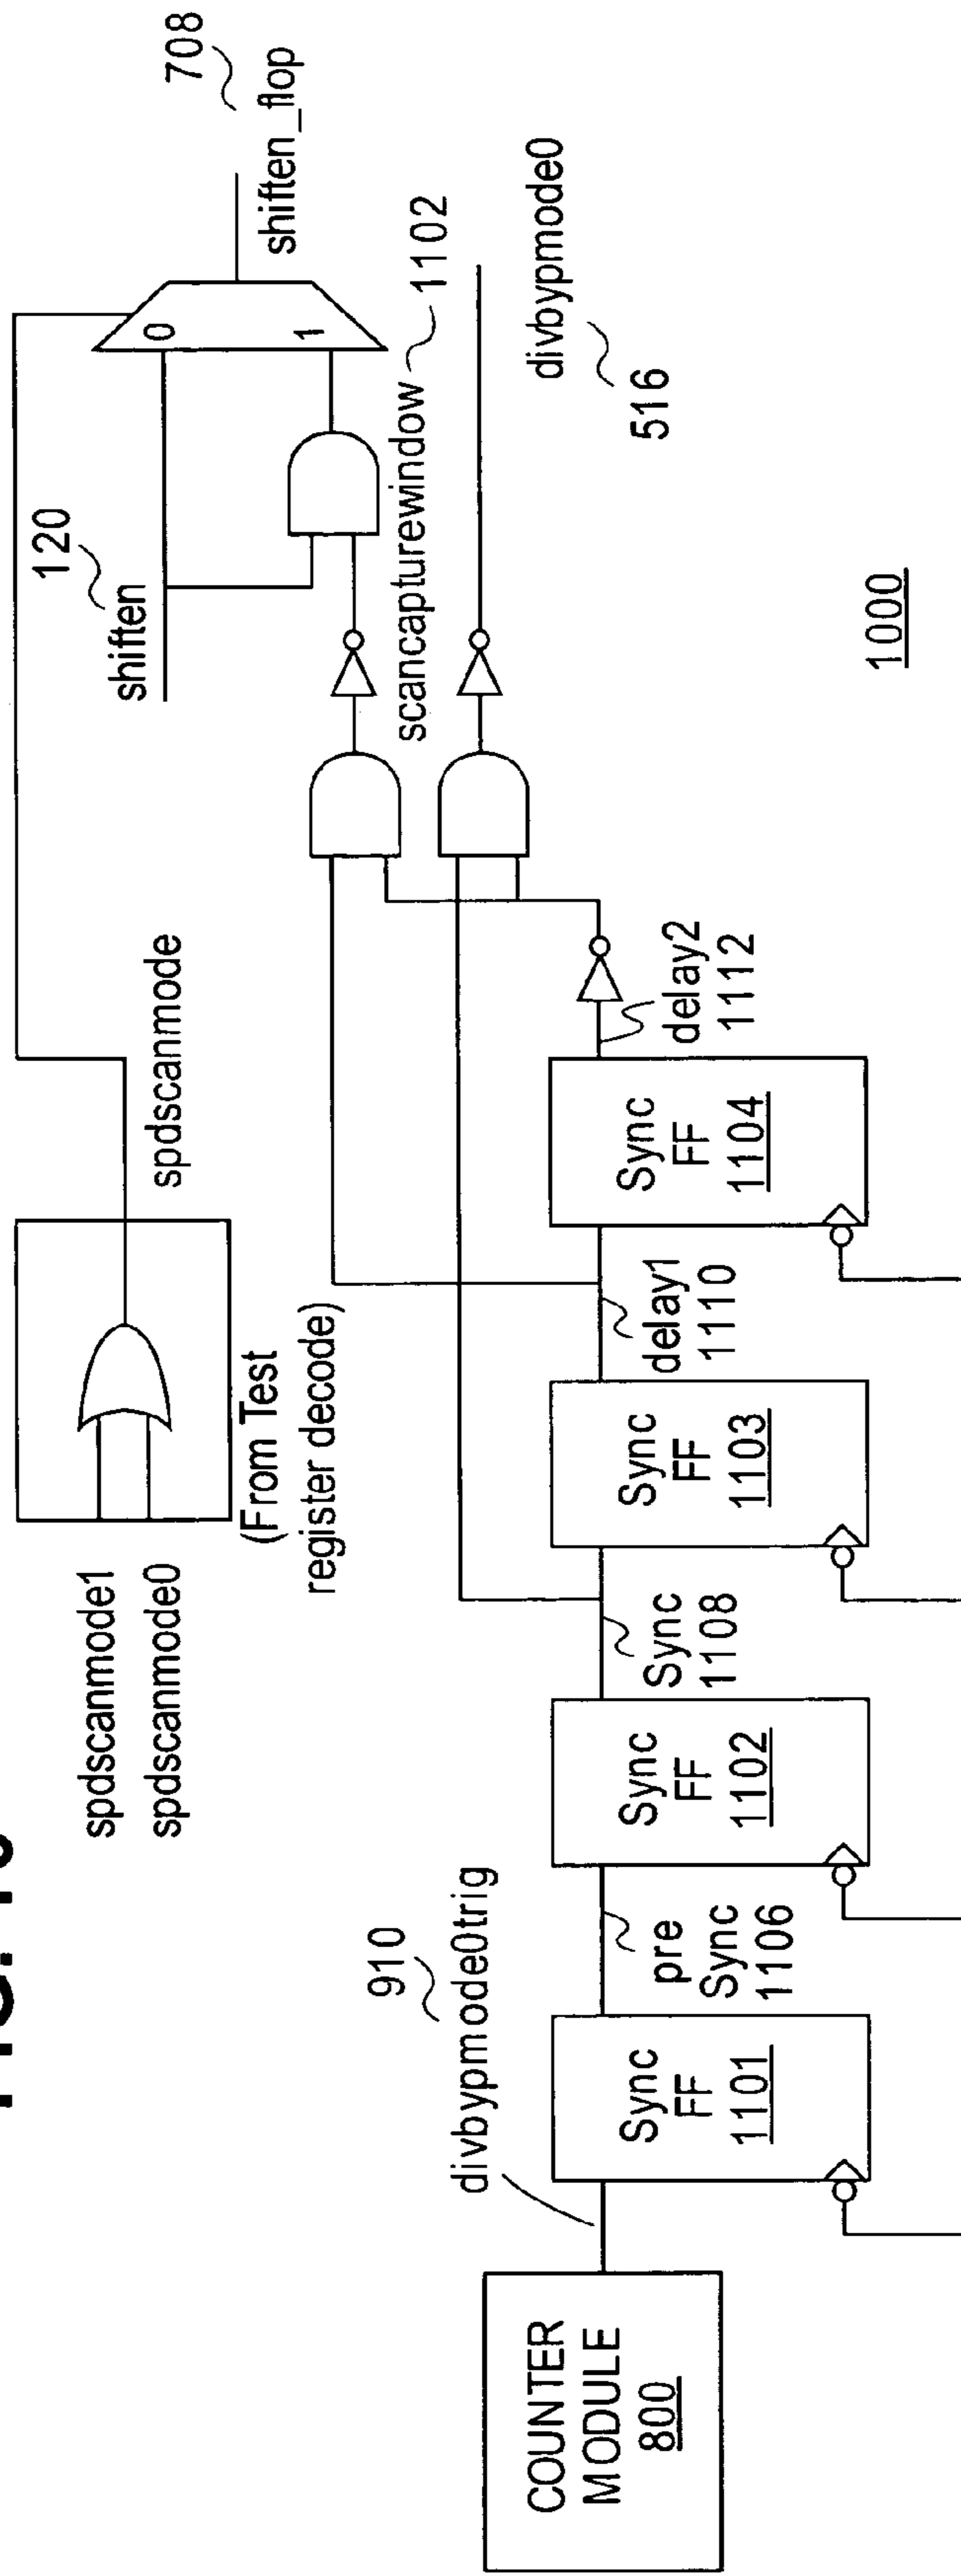 spdscanmode1
spdscanmode0
(From Test
register decode)
spdscanmode
120
shiften
0
1
708
shiften_flop
scancapturewindow
1102
divbypmode0
516
910
divbypmode0trig
COUNTER
MODULE
800
Sync
FF
1101
pre
Sync
1106
Sync
FF
1102
Sync
1108
Sync
FF
1103
delay1
1110
Sync
FF
1104
delay2
1112
1000